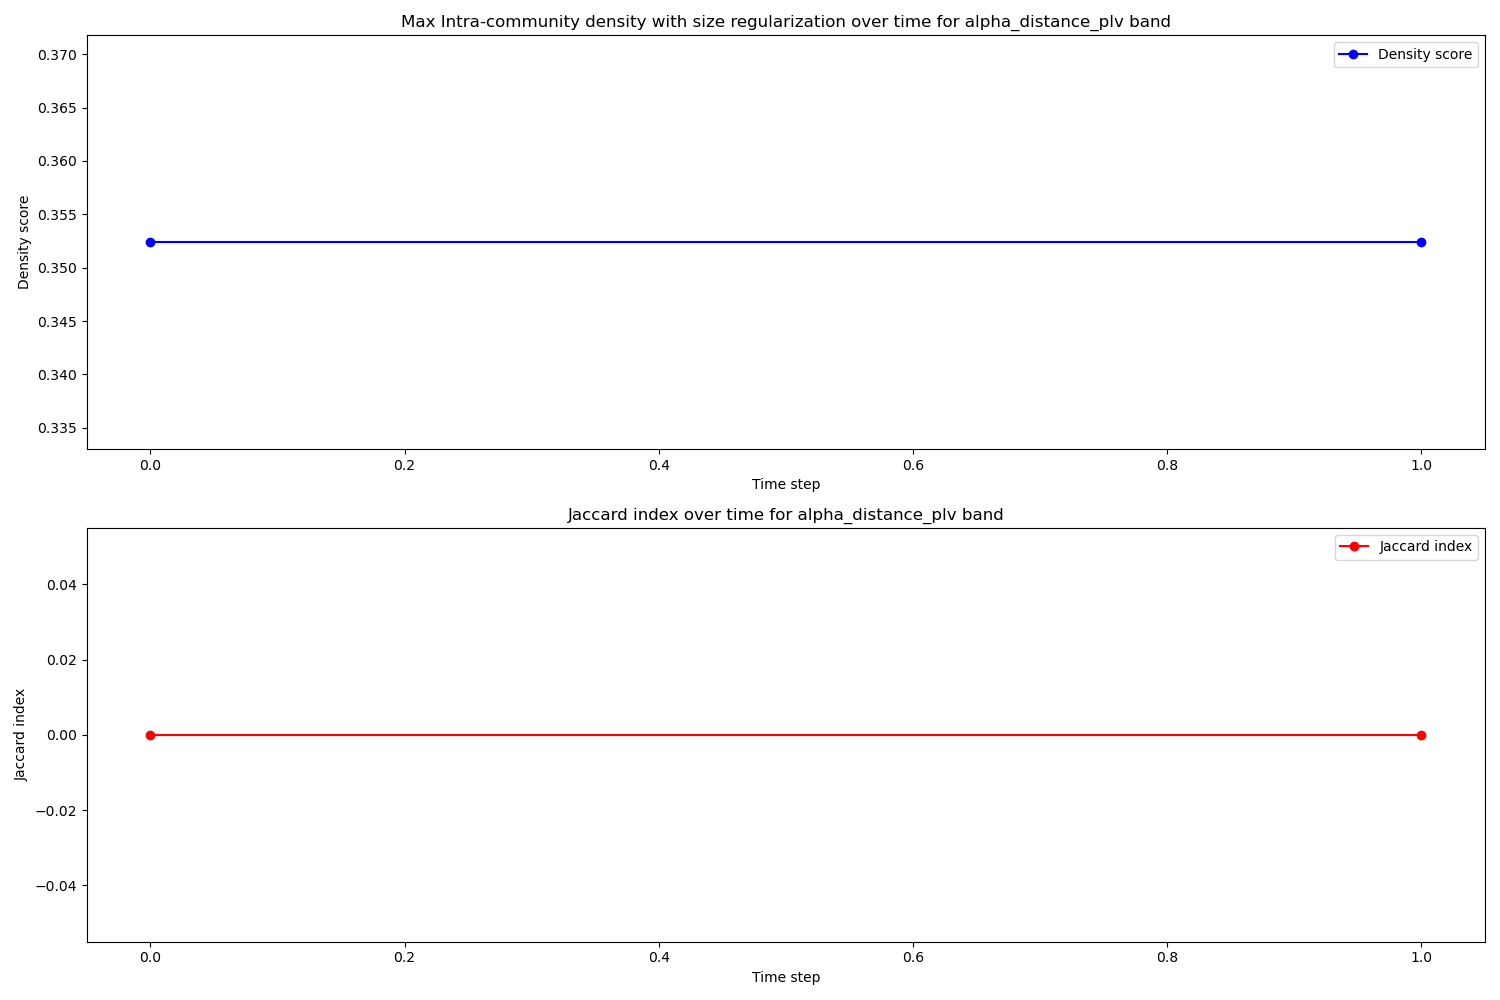 Max Intra-community density with size regularization over time for alpha_distance_plv band
Density score
0.370
0.365
0.360
0.355
0.350
0.345
0.340
0.335
Density score
0.0 0.2 0.4 0.6 0.8 1.0
Time step
Jaccard index over time for alpha_distance_plv band
Jaccard index
0.04
0.02
0.00
−0.02
−0.04
Jaccard index
0.0 0.2 0.4 0.6 0.8 1.0
Time step